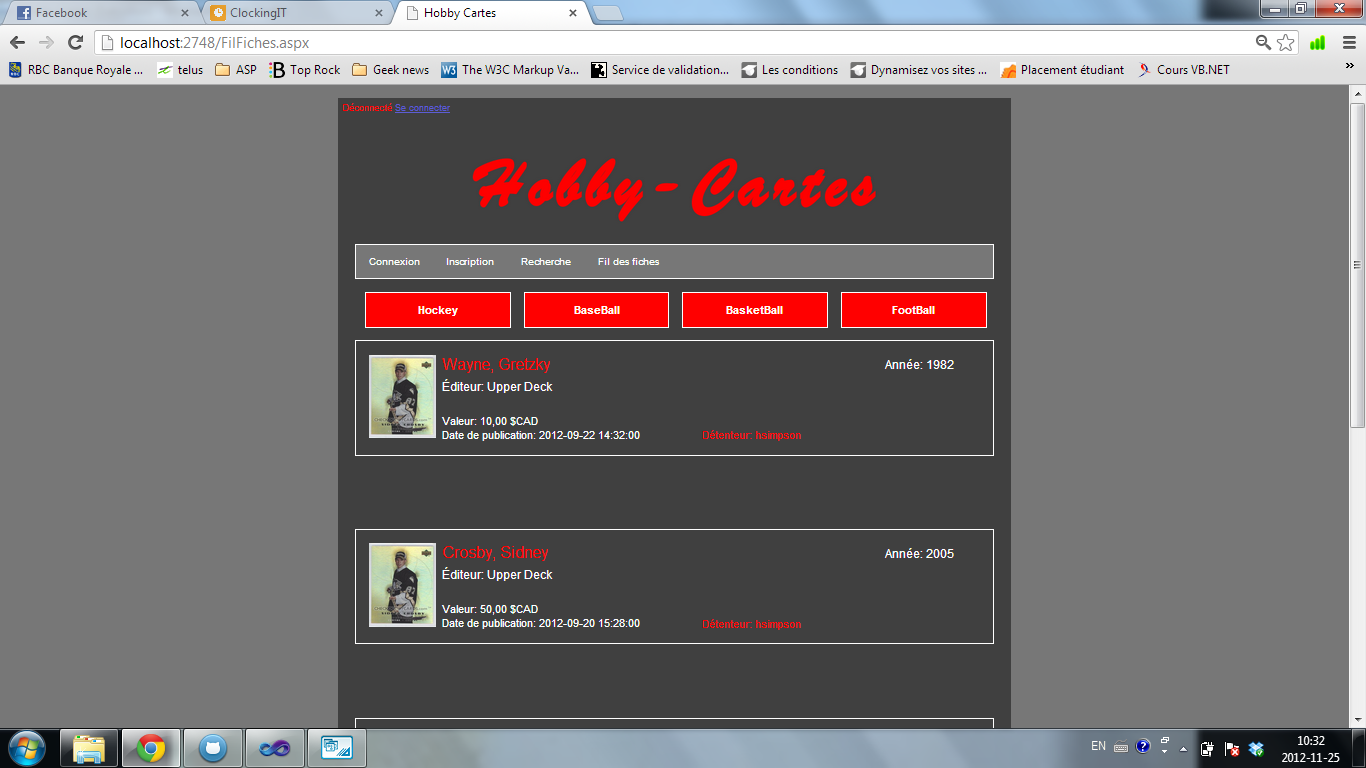 Facebook
ClockingIT
Hobby Cartes
localhost:2748/FilFiches.aspx
RBC Banque Royale ...
telus
ASP
Top Rock
Geek news
The W3C Markup Va...
Service de validation...
Les conditions
Dynamisez vos sites ...
Placement étudiant
Cours VB.NET
»
Déconnecté Se connecter
Hobby-Cartes
Connexion
Inscription
Recherche
Fil des fiches
Hockey
BaseBall
BasketBall
FootBall
Wayne, Gretzky
Année: 1982
Éditeur: Upper Deck
Valeur: 10,00 $CAD
Date de publication: 2012-09-22 14:32:00
Détenteur: hsimpson
Crosby, Sidney
Année: 2005
Éditeur: Upper Deck
Valeur: 50,00 $CAD
Date de publication: 2012-09-20 15:28:00
Détenteur: hsimpson
EN
10:32
2012-11-25